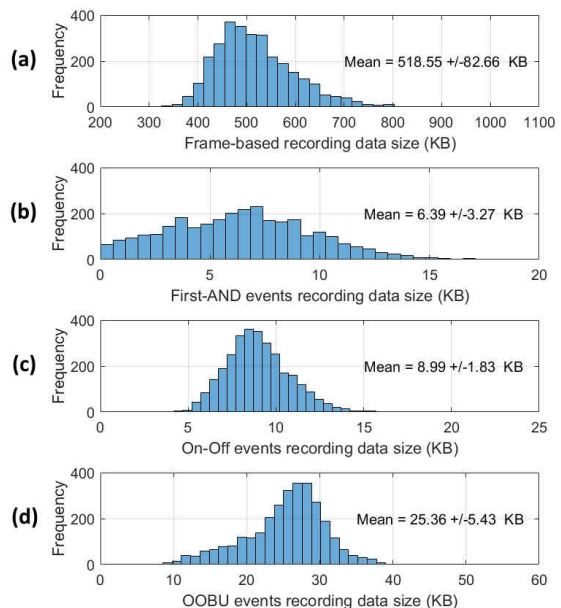 (a)
Frequency
400
200
0
Mean = 518.55 +/-82.66 KB
200 300 400 500 600 700 800 900 1000 1100
Frame-based recording data size (KB)
(b)
Frequency
400
200
0
Mean = 6.39 +/-3.27 KB
0 5 10 15 20
First-AND events recording data size (KB)
(c)
Frequency
400
200
0
Mean = 8.99 +/-1.83 KB
0 5 10 15 20 25
On-Off events recording data size (KB)
(d)
Frequency
400
200
0
Mean = 25.36 +/-5.43 KB
0 10 20 30 40 50 60
OOBU events recording data size (KB)